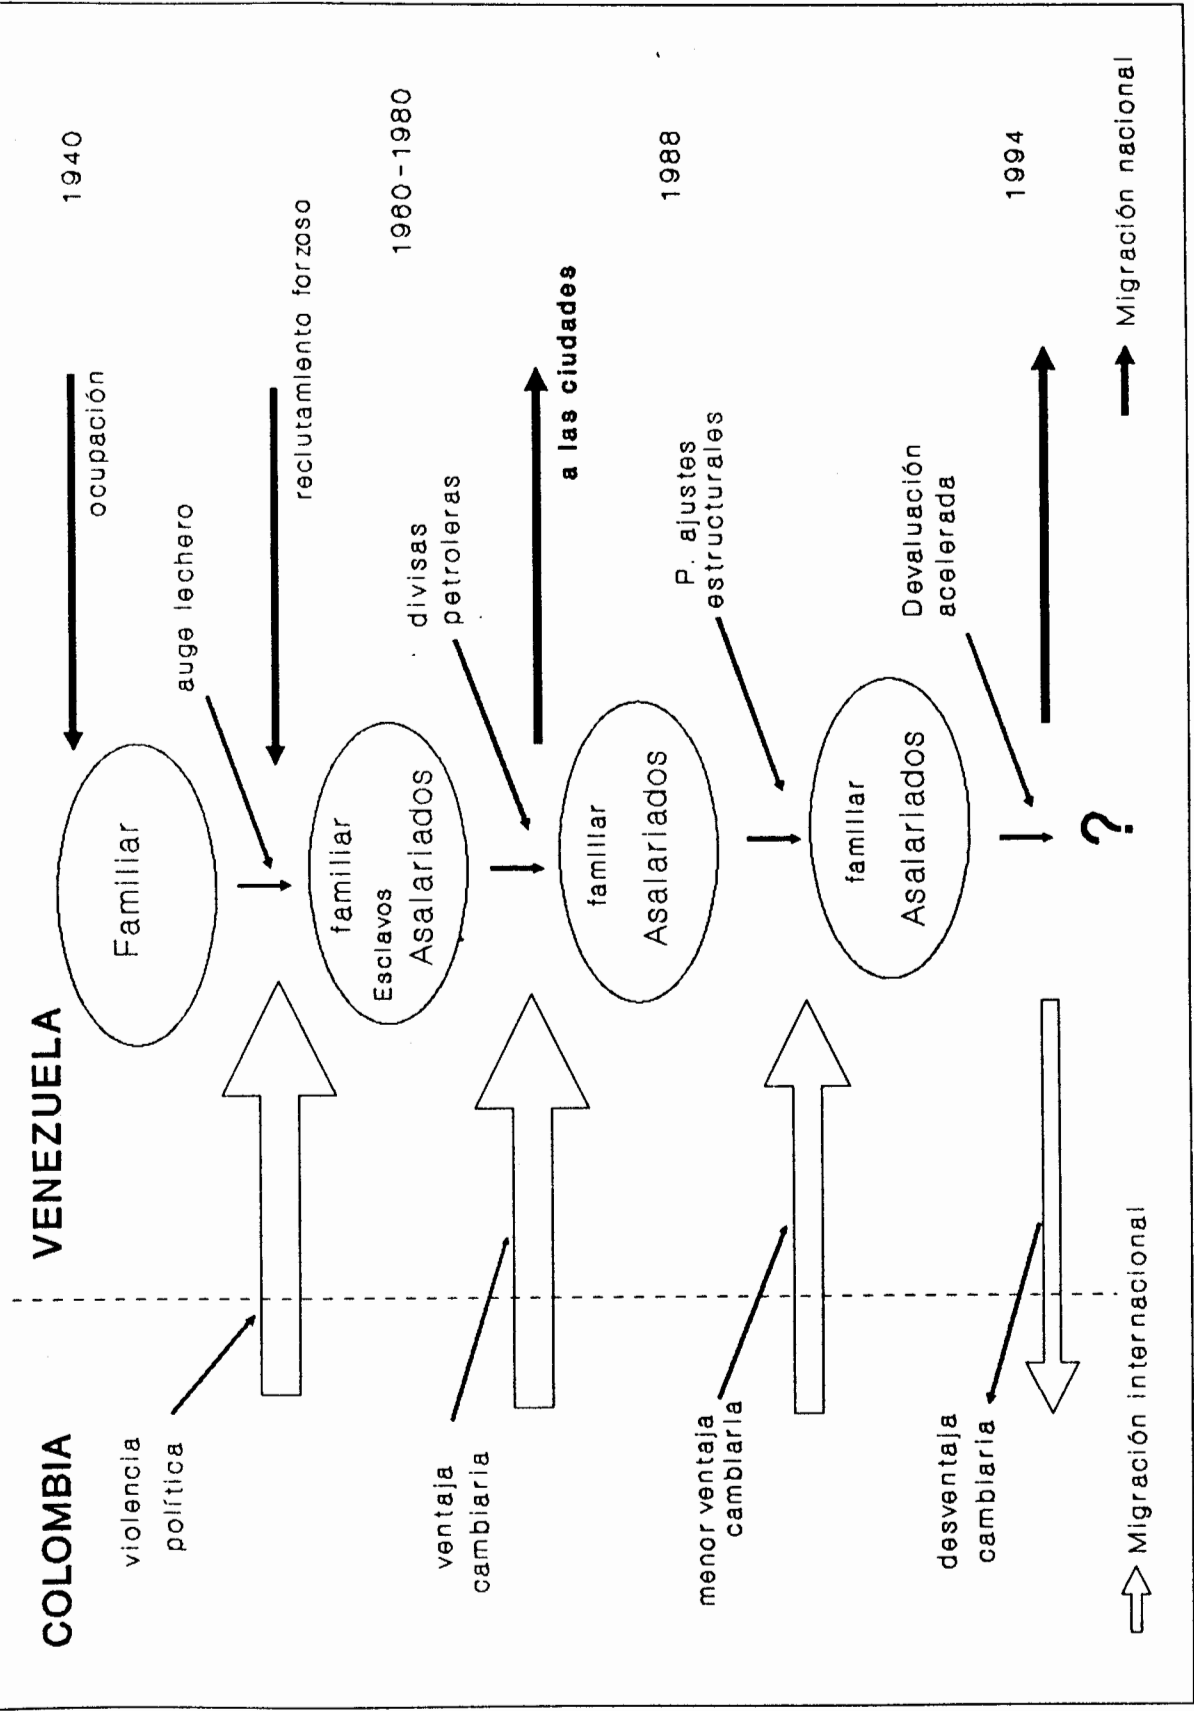 COLOMBIA
VENEZUELA
1940
ocupación
Familiar
violencia
política
auge lechero
reclutamiento forzoso
familiar
Esclavos
Asalariados
1960-1980
ventaja
cambiaria
divisas
petroleras
a las ciudades
familiar
Asalariados
1988
menor ventaja
cambiaria
P. ajustes
estructurales
familiar
Asalariados
desventaja
cambiaria
Devaluación
acelerada
1994
?
Migración internacional
Migración nacional